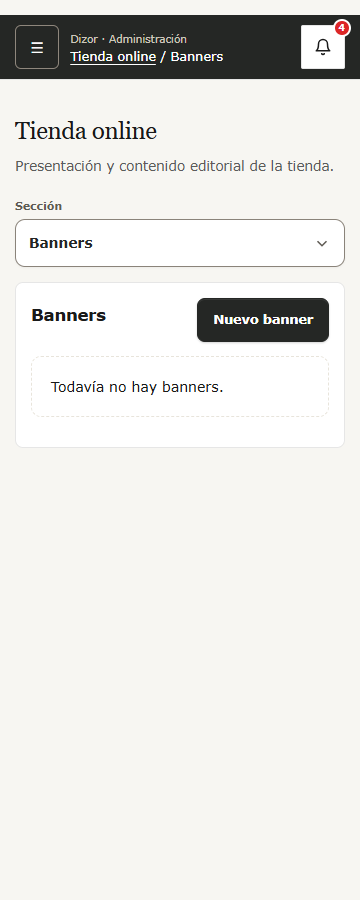 ☰
Dizor · Administración
Tienda online / Banners
4
Tienda online
Presentación y contenido editorial de la tienda.
Sección
Banners
Banners
Nuevo banner
Todavía no hay banners.